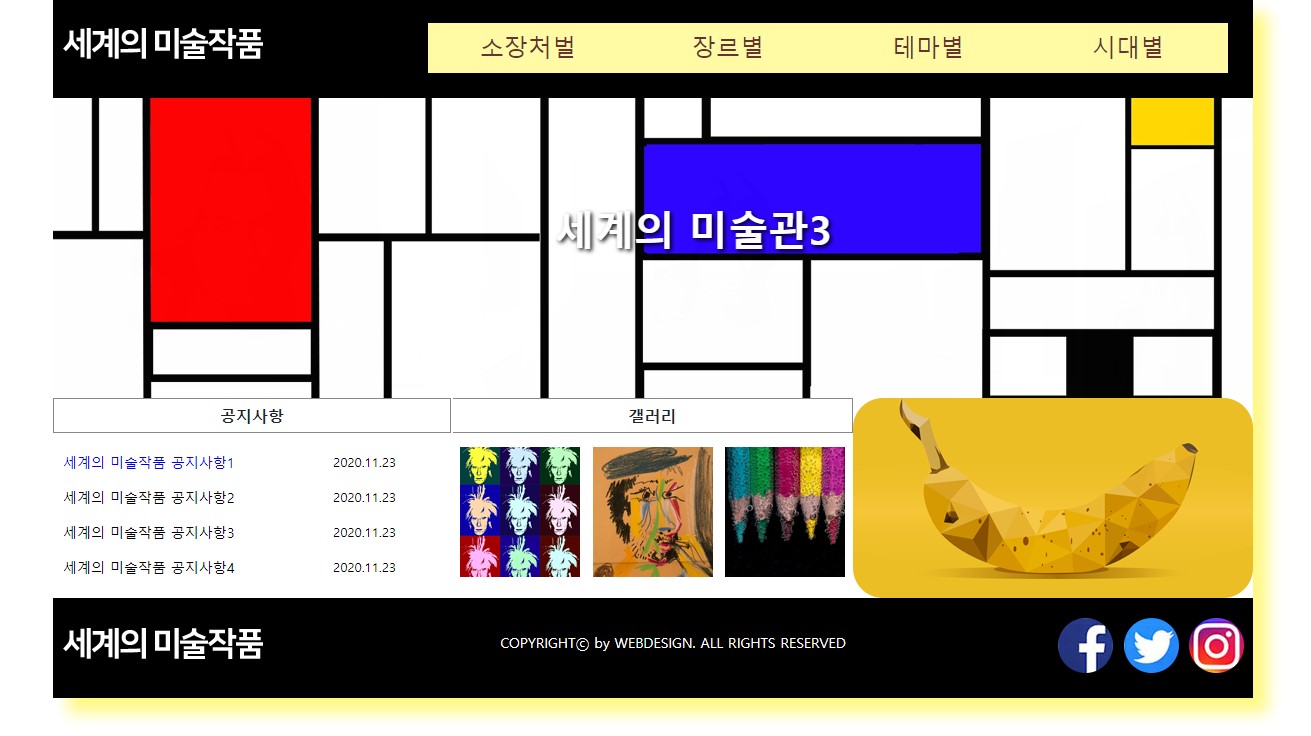 세계의 미술작품
소장처벌 장르별 테마별 시대별
세계의 미술관3
공지사항
세계의 미술작품 공지사항1 2020.11.23
세계의 미술작품 공지사항2 2020.11.23
세계의 미술작품 공지사항3 2020.11.23
세계의 미술작품 공지사항4 2020.11.23
갤러리
세계의 미술작품
COPYRIGHT© by WEBDESIGN. ALL RIGHTS RESERVED